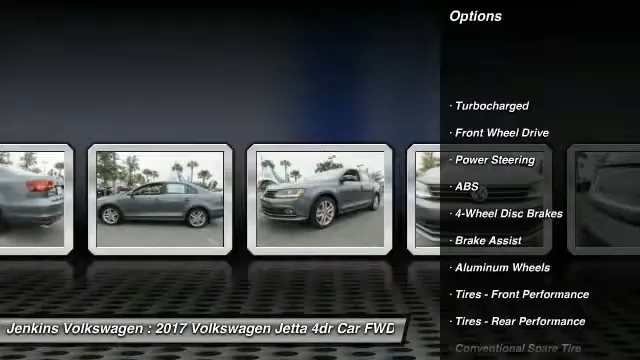 Options
· Turbocharged
· Front Wheel Drive
· Power Steering
· ABS
· 4-Wheel Disc Brakes
· Brake Assist
· Aluminum Wheels
· Tires - Front Performance
· Tires - Rear Performance
· Conventional Spare Tire
Jenkins Volkswagen : 2017 Volkswagen Jetta 4dr Car FWD